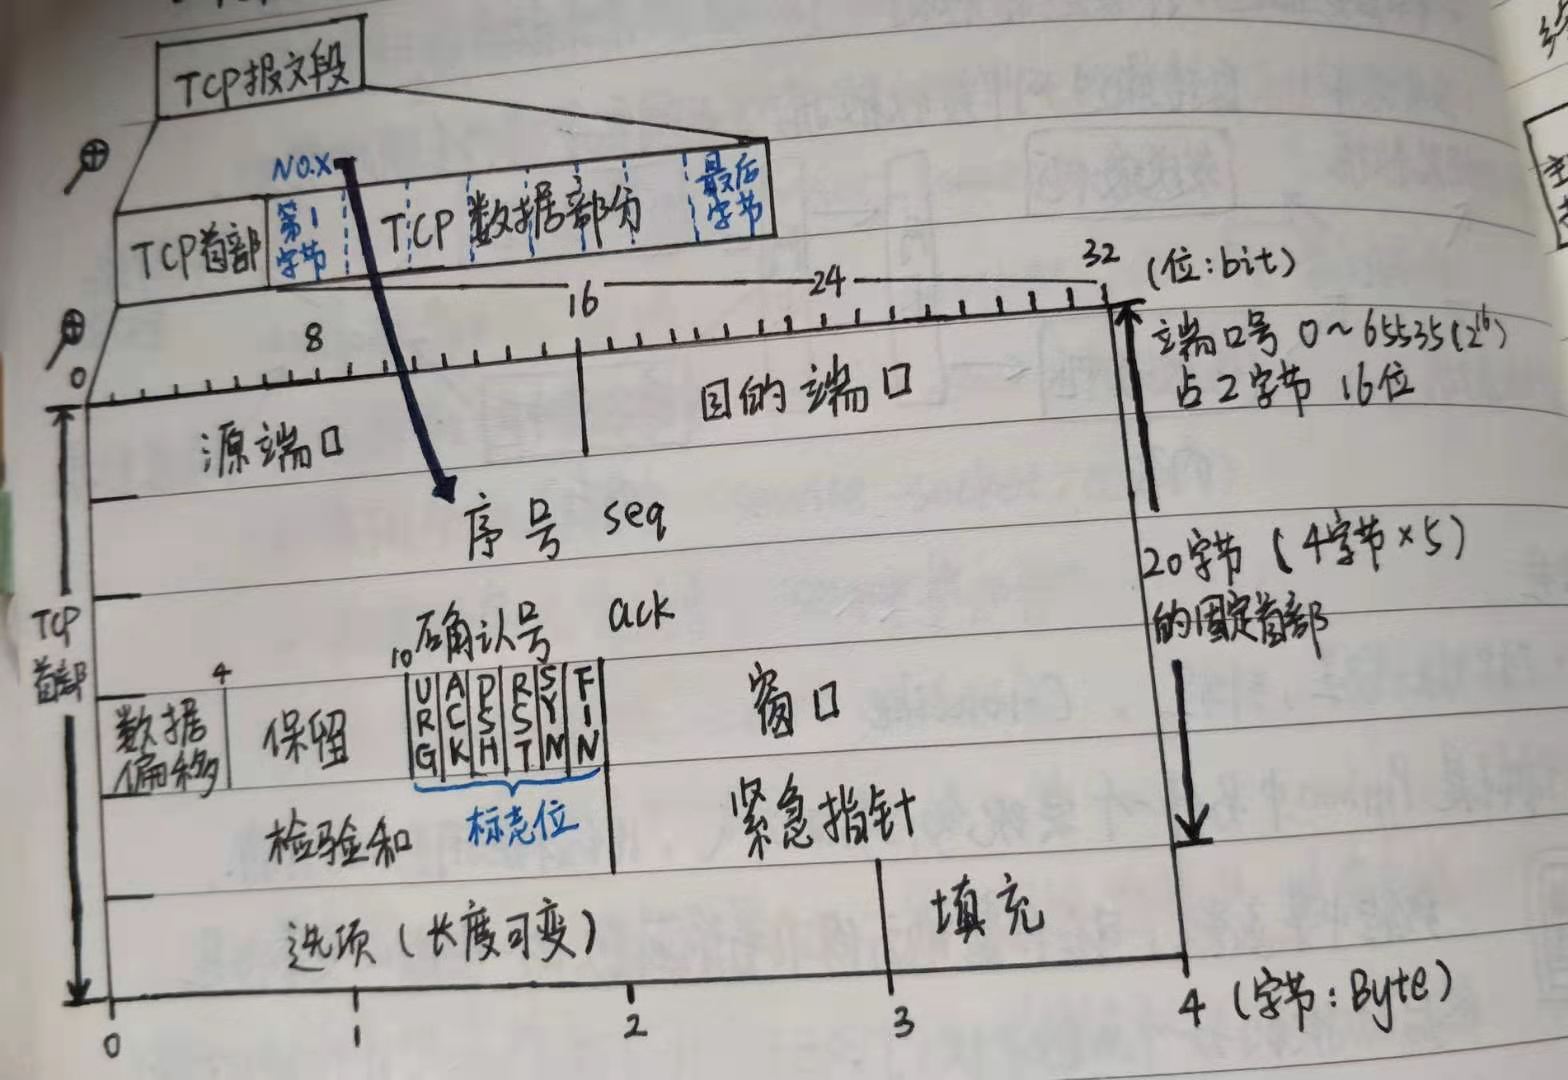 TCP报文段
NO.X
TCP首部 第1字节 TCP 数据部分 最后字节
0 8 16 24 32 (位:bit)
端口号 0~65535(2^16)
占2字节 16位
源端口 目的端口
序号 seq
20字节 (4字节×5)
的固定首部
确认号 ack
TCP首部
4 10
数据偏移 保留 URG ACK PSH RST SYN FIN 窗口
标志位
检验和 紧急指针
选项(长度可变) 填充
0 1 2 3 4 (字节:Byte)